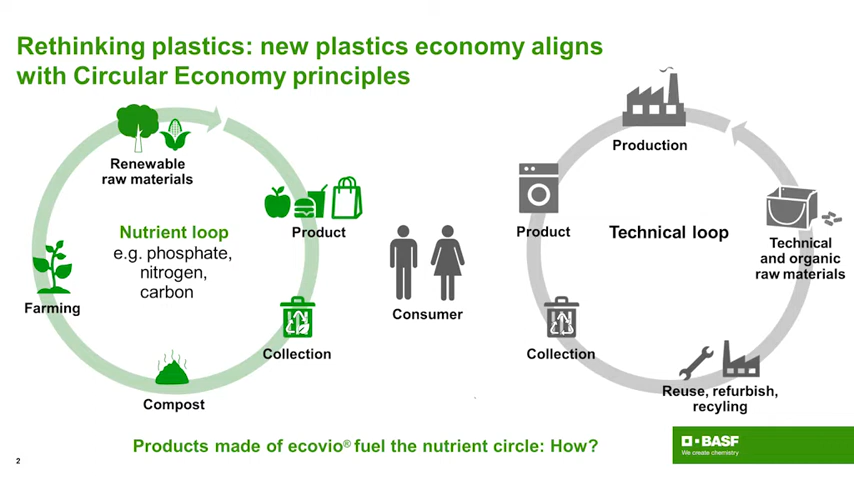 Rethinking plastics: new plastics economy aligns
with Circular Economy principles
Renewable
raw materials
Product
Nutrient loop
e.g. phosphate,
nitrogen,
carbon
Farming
Collection
Compost
Consumer
Production
Product
Technical loop
Technical
and organic
raw materials
Collection
Reuse, refurbish,
recyling
Products made of ecovio® fuel the nutrient circle: How?
BASF
We create chemistry
2